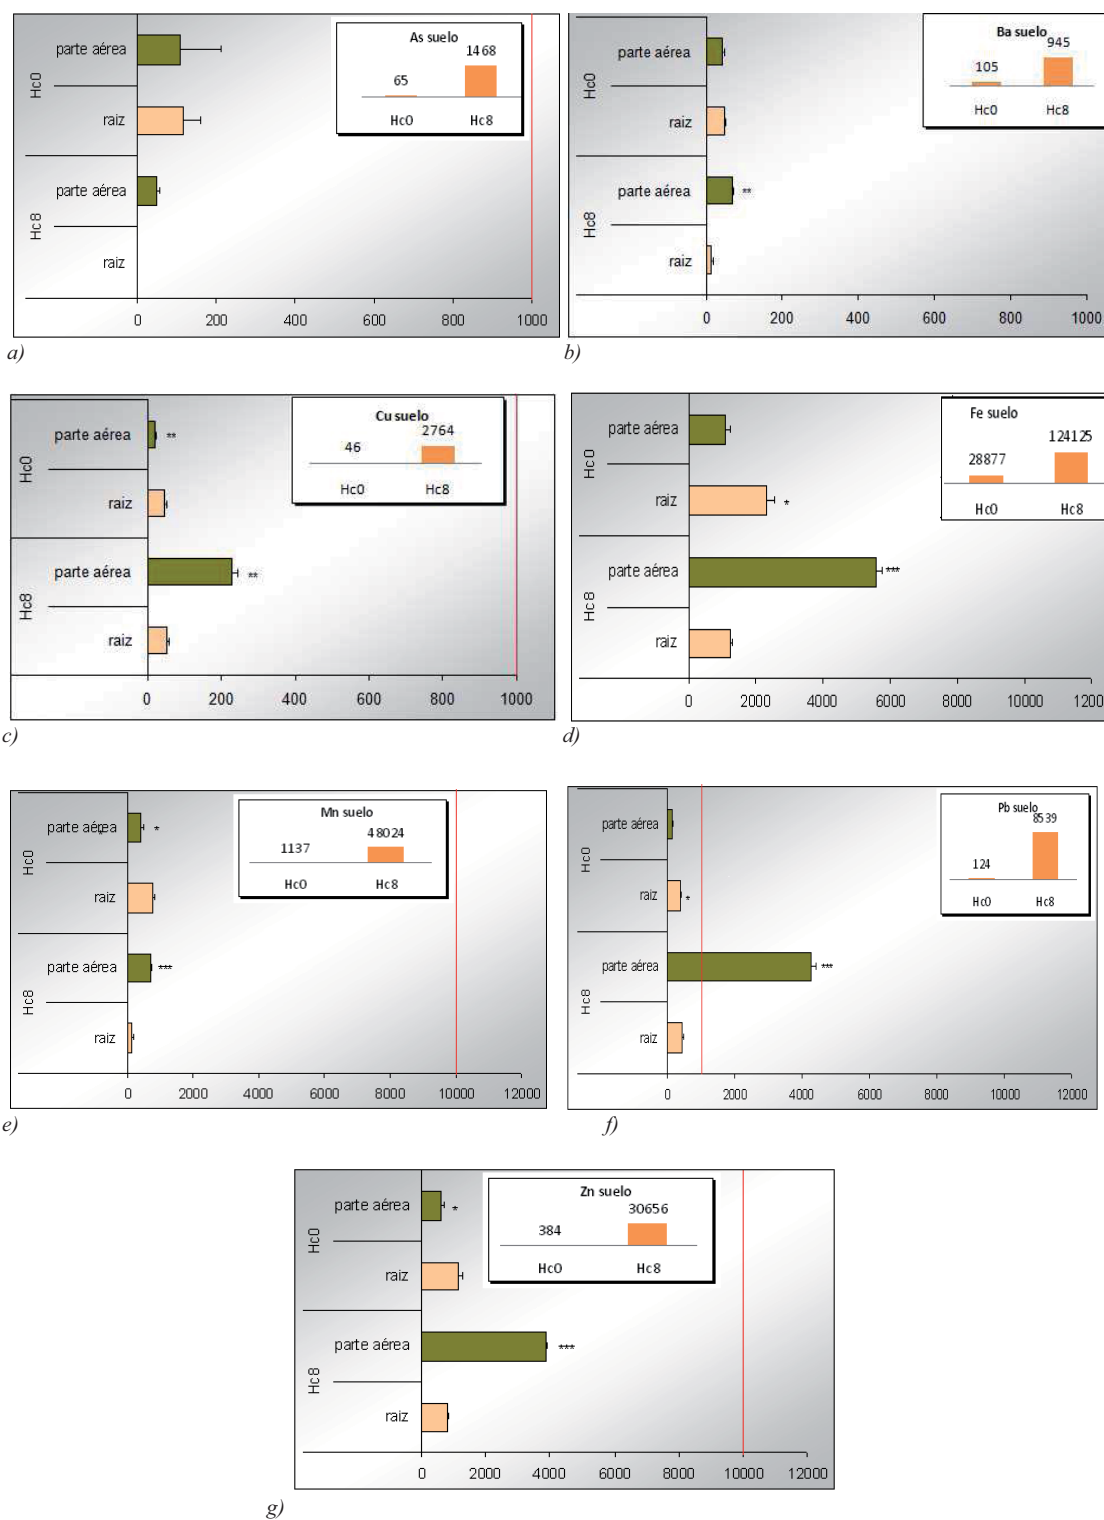 As suelo
1468
65
Hc0 Hc8
Hc0
parte aérea
raiz
Hc8
parte aérea
raiz
0 200 400 600 800 1000
a)
Ba suelo
945
105
Hc0 Hc8
Hc0
parte aérea
raiz
Hc8
parte aérea **
raiz
0 200 400 600 800 1000
b)
Cu suelo
2764
46
Hc0 Hc8
Hc0
parte aérea **
raiz
Hc8
parte aérea **
raiz
0 200 400 600 800 1000
c)
Fe suelo
124125
28877
Hc0 Hc8
Hc0
parte aérea
raiz *
Hc8
parte aérea ***
raiz
0 2000 4000 6000 8000 10000 1200
d)
Mn suelo
48024
1137
Hc0 Hc8
Hc0
parte aérea *
raiz
Hc8
parte aérea ***
raiz
0 2000 4000 6000 8000 10000 12000
e)
Pb suelo
8539
124
Hc0 Hc8
Hc0
parte aérea
raiz *
Hc8
parte aérea ***
raiz
0 2000 4000 6000 8000 10000 12000
f)
Zn suelo
30656
384
Hc0 Hc8
Hc0
parte aérea *
raiz
Hc8
parte aérea ***
raiz
0 2000 4000 6000 8000 10000 12000
g)